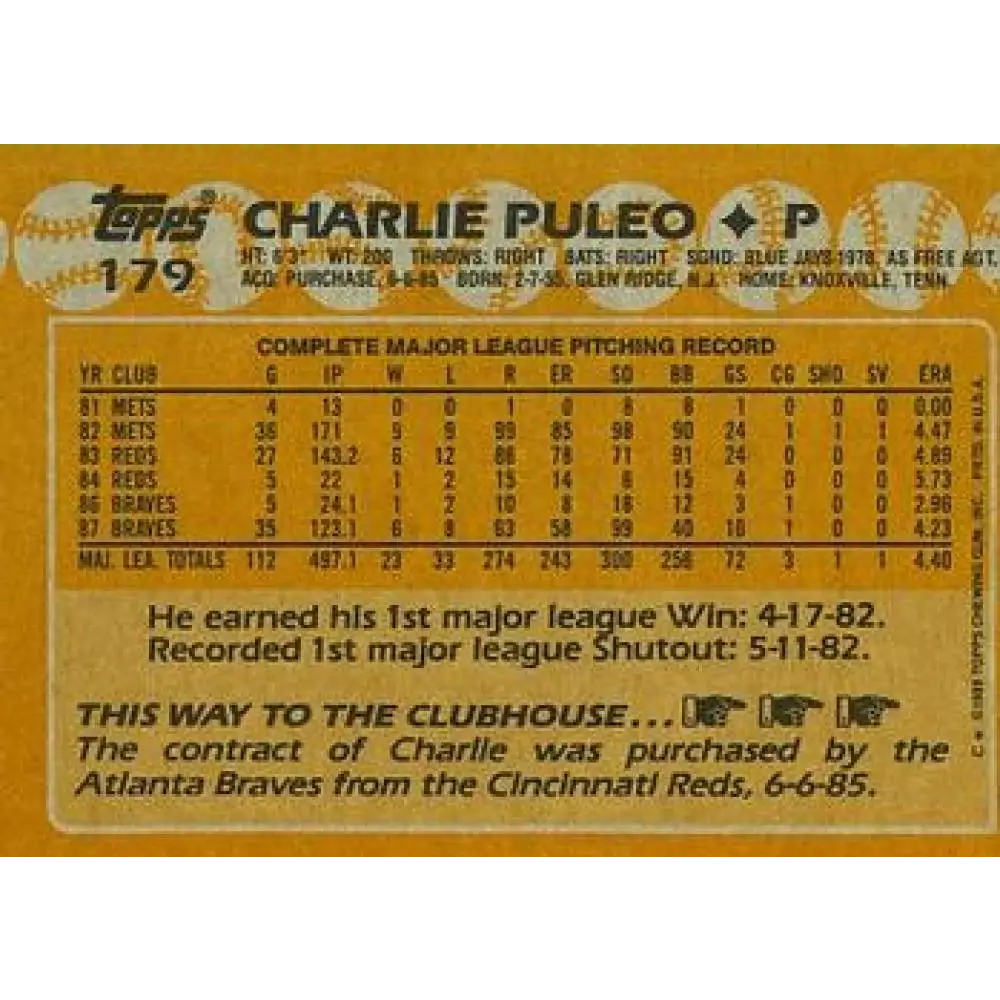 topps® CHARLIE PULEO ✦ P
179
HT: 6'3" WT: 200 THROWS: RIGHT BATS: RIGHT SGND: BLUE JAYS-1978, AS FREE AGT.
ACQ: PURCHASE, 6-6-85 BORN: 2-7-55, GLEN RIDGE, N.J. HOME: KNOXVILLE, TENN.
COMPLETE MAJOR LEAGUE PITCHING RECORD
YR CLUB G IP W L R ER SO BB GS CG SHO SV ERA
81 METS 4 13 0 0 1 0 8 8 1 0 0 0 0.00
82 METS 36 171 9 9 99 85 98 90 24 1 1 1 4.47
83 REDS 27 143.2 6 12 86 78 71 91 24 0 0 0 4.89
84 REDS 5 22 1 2 15 14 6 15 4 0 0 0 5.73
86 BRAVES 5 24.1 1 2 10 8 18 12 3 1 0 0 2.96
87 BRAVES 35 123.1 6 8 63 58 99 40 16 1 0 0 4.23
MAJ. LEA. TOTALS 112 497.1 23 33 274 243 300 256 72 3 1 1 4.40
He earned his 1st major league Win: 4-17-82.
Recorded 1st major league Shutout: 5-11-82.
THIS WAY TO THE CLUBHOUSE...
The contract of Charlie was purchased by the
Atlanta Braves from the Cincinnati Reds, 6-6-85.
C * ©1988 TOPPS CHEWING GUM, INC. PRTD. IN U.S.A.